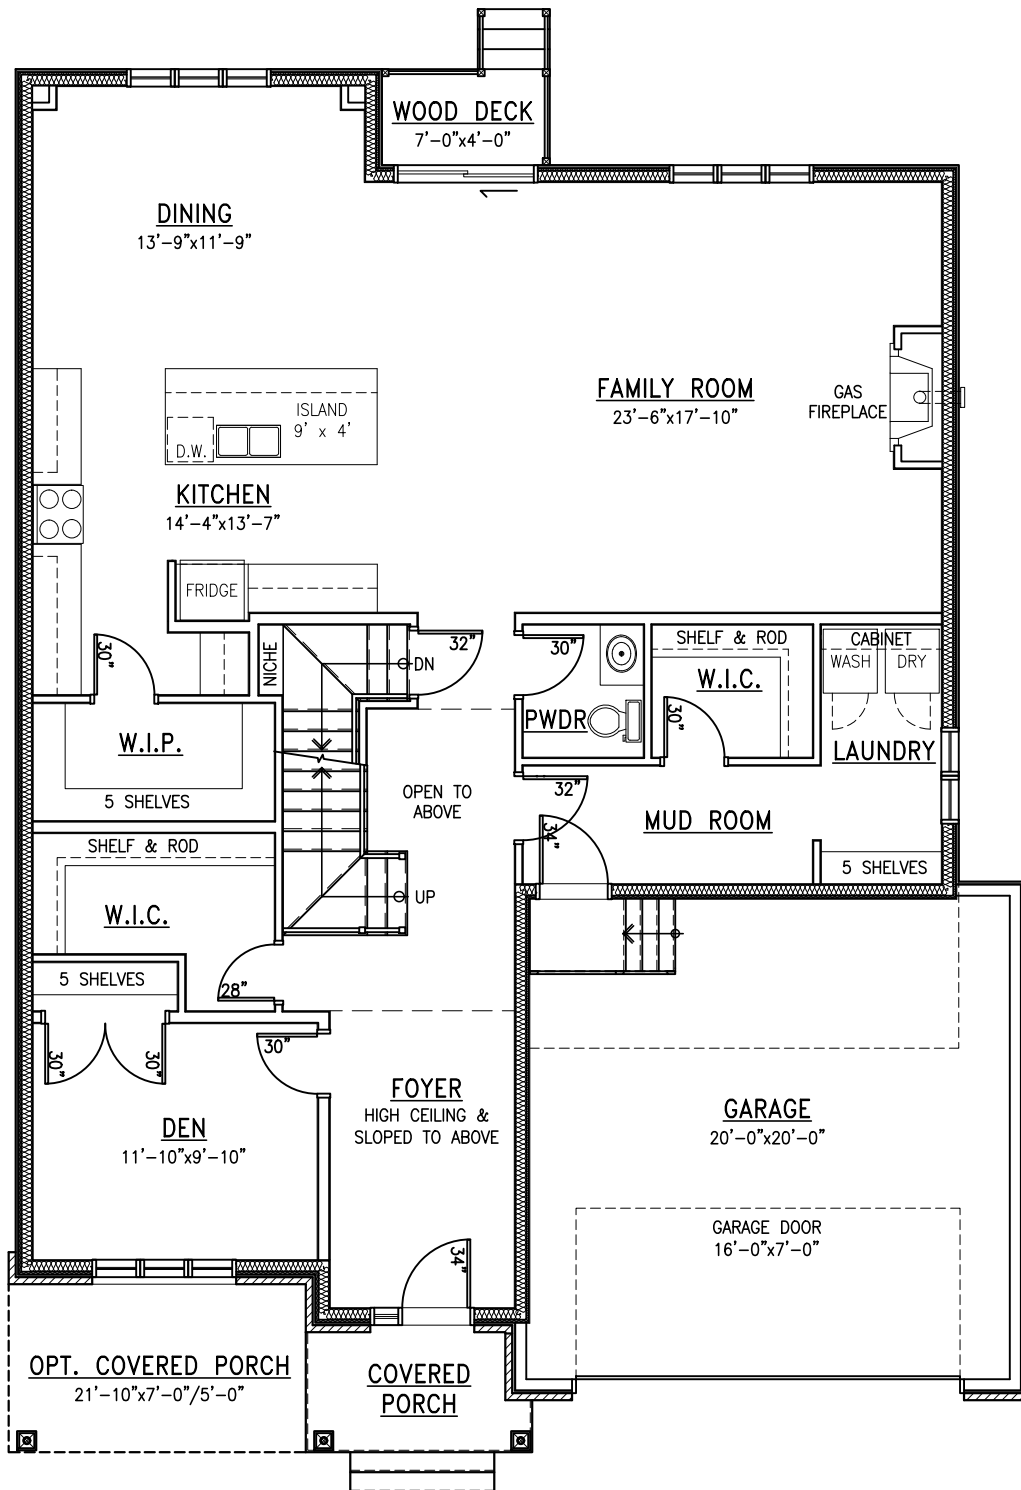 WOOD DECK
7'-0"x4'-0"
DINING
13'-9"x11'-9"
FAMILY ROOM
23'-6"x17'-10"
GAS
FIREPLACE
ISLAND
9' x 4'
D.W.
KITCHEN
14'-4"x13'-7"
FRIDGE
30"
NICHE
DN
32"
30"
PWDR
SHELF & ROD
W.I.C.
30"
CABINET
WASH
DRY
LAUNDRY
W.I.P.
5 SHELVES
OPEN TO
ABOVE
32"
34"
MUD ROOM
5 SHELVES
SHELF & ROD
W.I.C.
UP
5 SHELVES
28"
30"
30"
30"
DEN
11'-10"x9'-10"
FOYER
HIGH CEILING &
SLOPED TO ABOVE
34"
GARAGE
20'-0"x20'-0"
GARAGE DOOR
16'-0"x7'-0"
OPT. COVERED PORCH
21'-10"x7'-0"/5'-0"
COVERED
PORCH